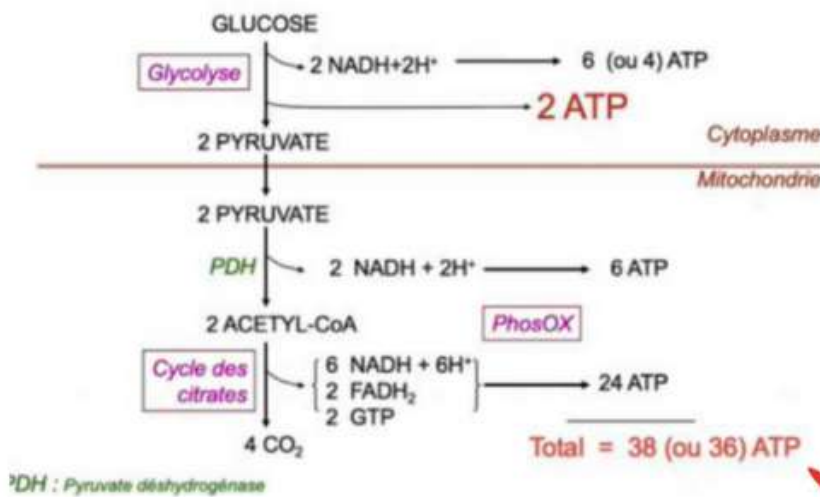 GLUCOSE
Glycolyse
2 NADH+2H⁺ 6 (ou 4) ATP
2 ATP
2 PYRUVATE
Cytoplasme
Mitochondrie
2 PYRUVATE
PDH 2 NADH + 2H⁺ 6 ATP
2 ACETYL-CoA PhosOX
Cycle des citrates
6 NADH + 6H⁺
2 FADH₂ 24 ATP
2 GTP
4 CO₂
Total = 38 (ou 36) ATP
PDH : Pyruvate déshydrogénase